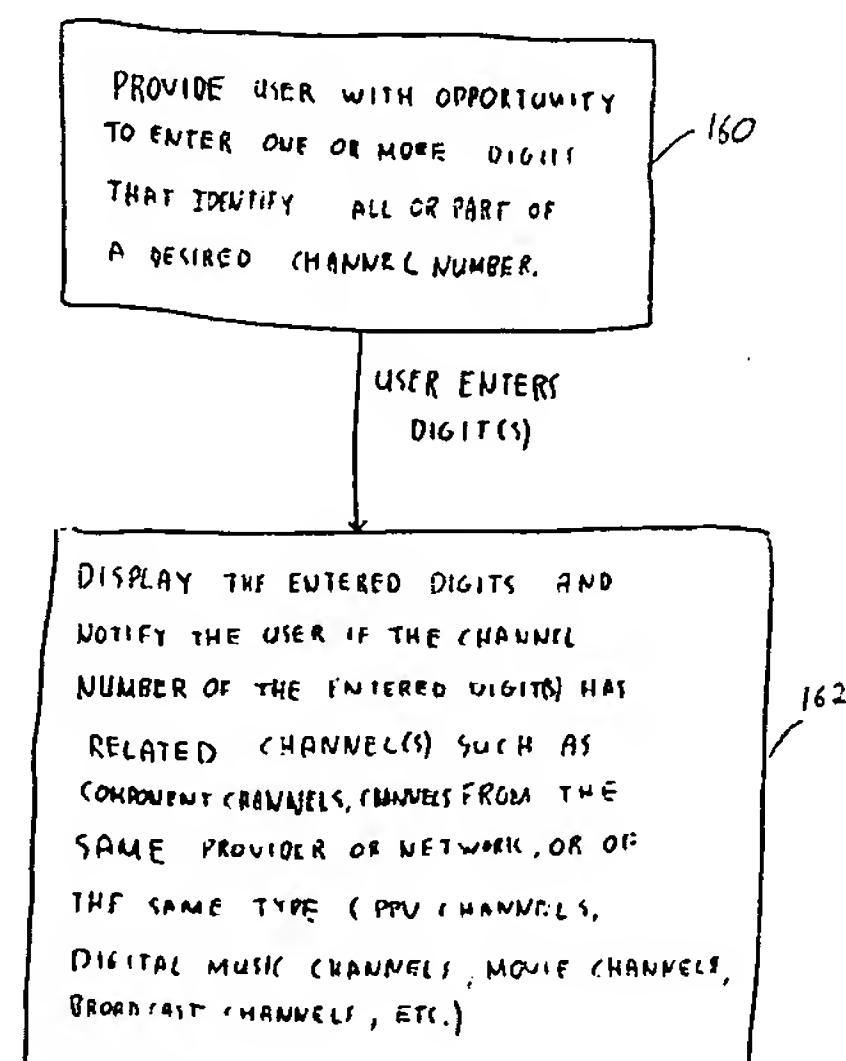 PROVIDE USER WITH OPPORTUNITY
TO ENTER ONE OR MORE DIGITS
THAT IDENTIFY ALL OR PART OF
A DESIRED CHANNEL NUMBER.
160
USER ENTERS
DIGIT(S)
DISPLAY THE ENTERED DIGITS AND
NOTIFY THE USER IF THE CHANNEL
NUMBER OF THE ENTERED DIGIT(S) HAS
RELATED CHANNEL(S) SUCH AS
COMPONENT CHANNELS, CHANNELS FROM THE
SAME PROVIDER OR NETWORK, OR OF
THE SAME TYPE (PPV CHANNELS,
DIGITAL MUSIC CHANNELS, MOVIE CHANNELS,
BROADCAST CHANNELS, ETC.)
162